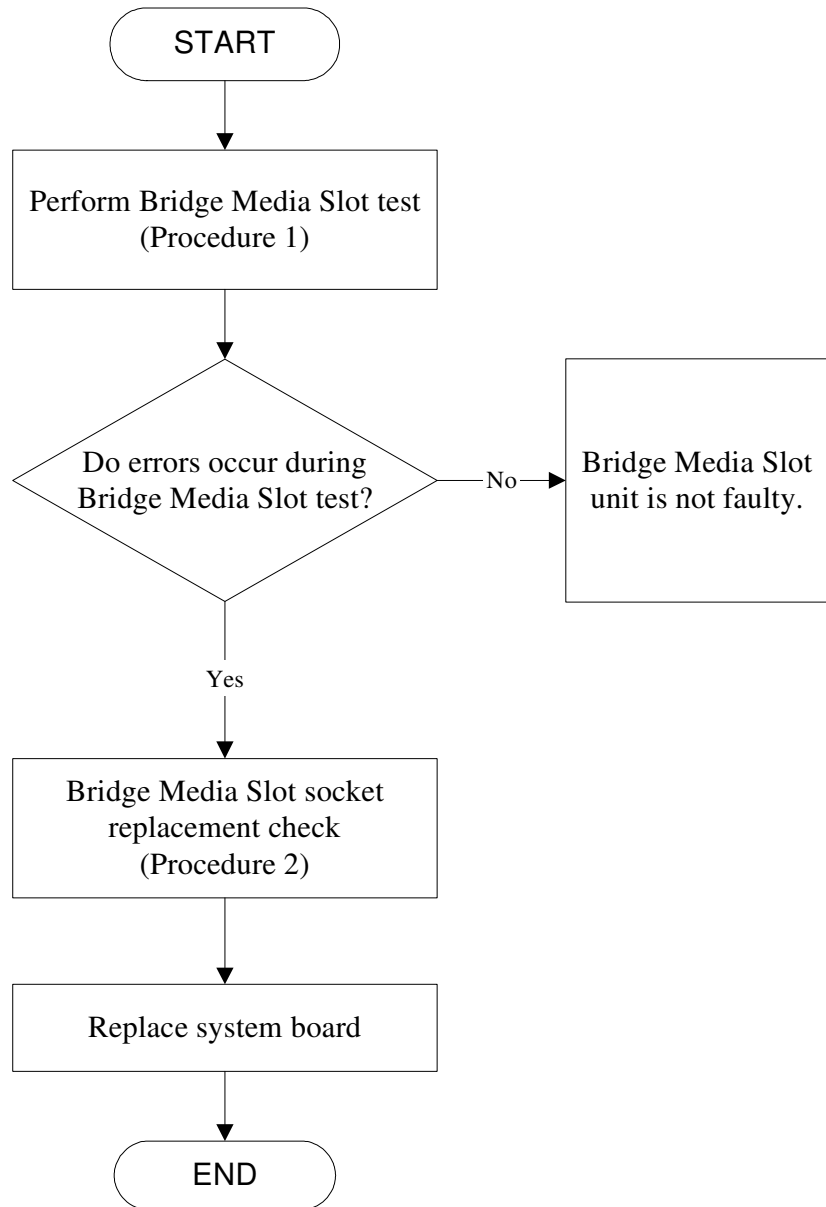 START
Perform Bridge Media Slot test
(Procedure 1)
Do errors occur during
Bridge Media Slot test?
No
Bridge Media Slot
unit is not faulty.
Yes
Bridge Media Slot socket
replacement check
(Procedure 2)
Replace system board
END